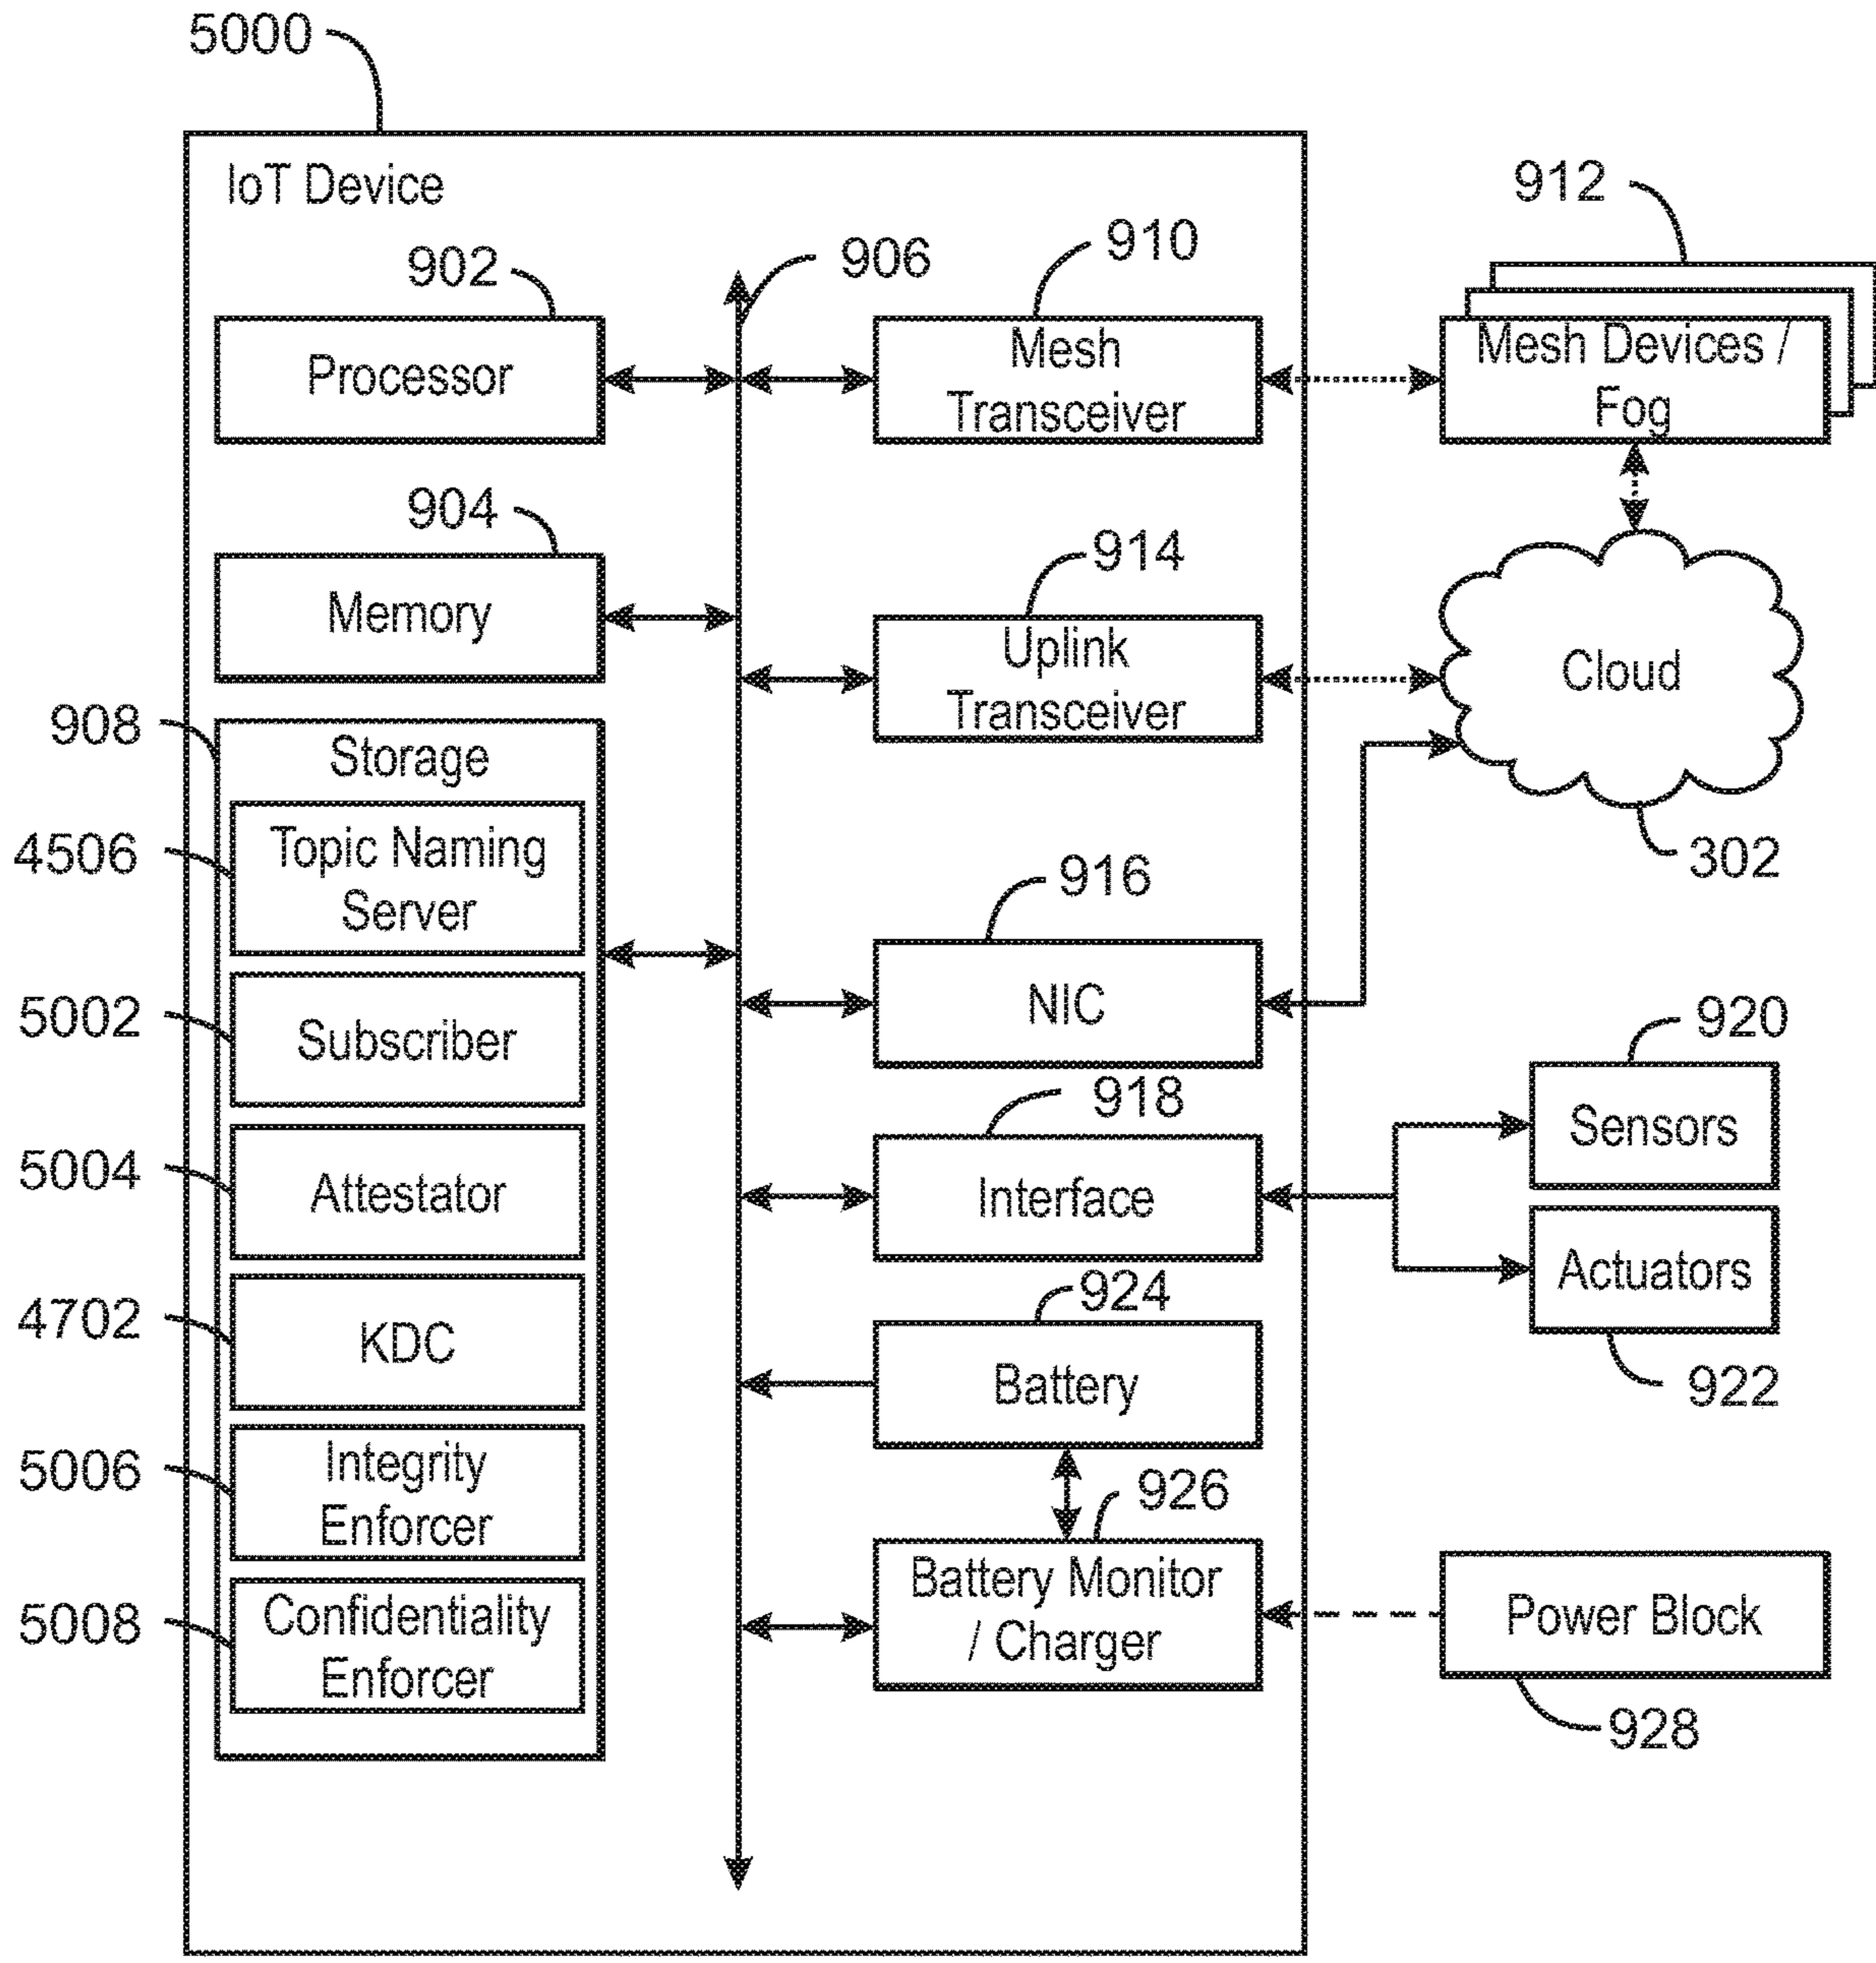 5000
IoT Device
912
902
906
910
Processor
Mesh
Transceiver
Mesh Devices /
Fog
904
914
Memory
Uplink
Transceiver
Cloud
302
908
Storage
4506
Topic Naming
Server
916
NIC
5002
Subscriber
918
Interface
920
Sensors
5004
Attestator
Actuators
922
4702
KDC
924
Battery
5006
Integrity
Enforcer
926
Battery Monitor
/ Charger
Power Block
928
5008
Confidentiality
Enforcer